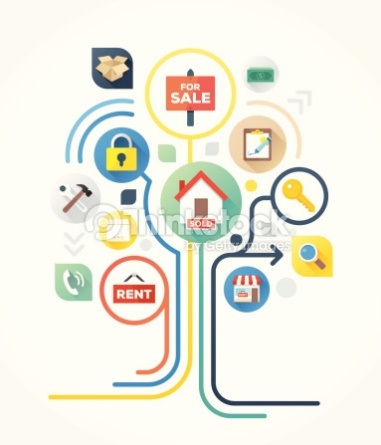 FOR
SALE
SOLD
©Thinkstock
by Getty Images
RENT